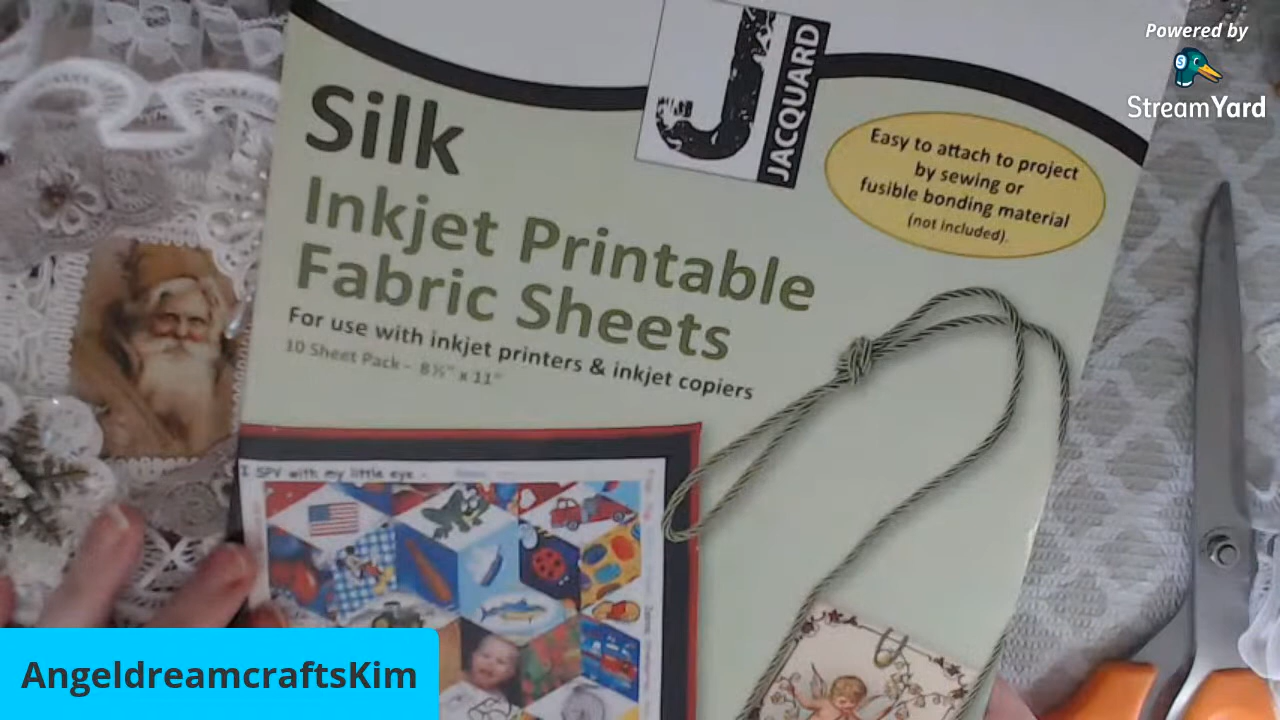 Powered by
StreamYard
JACQUARD
Silk
Inkjet Printable
Fabric Sheets
For use with inkjet printers & inkjet copiers
10 Sheet Pack – 8½" x 11"
Easy to attach to project
by sewing or
fusible bonding material
(not included).
I SPY with my little eye -
AngeldreamcraftsKim